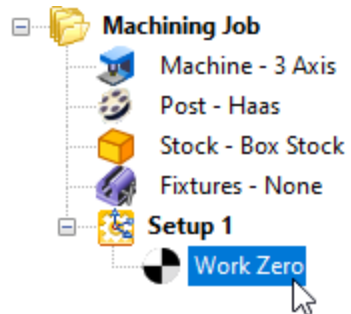 Machining Job
Machine - 3 Axis
Post - Haas
Stock - Box Stock
Fixtures - None
Setup 1
Work Zero